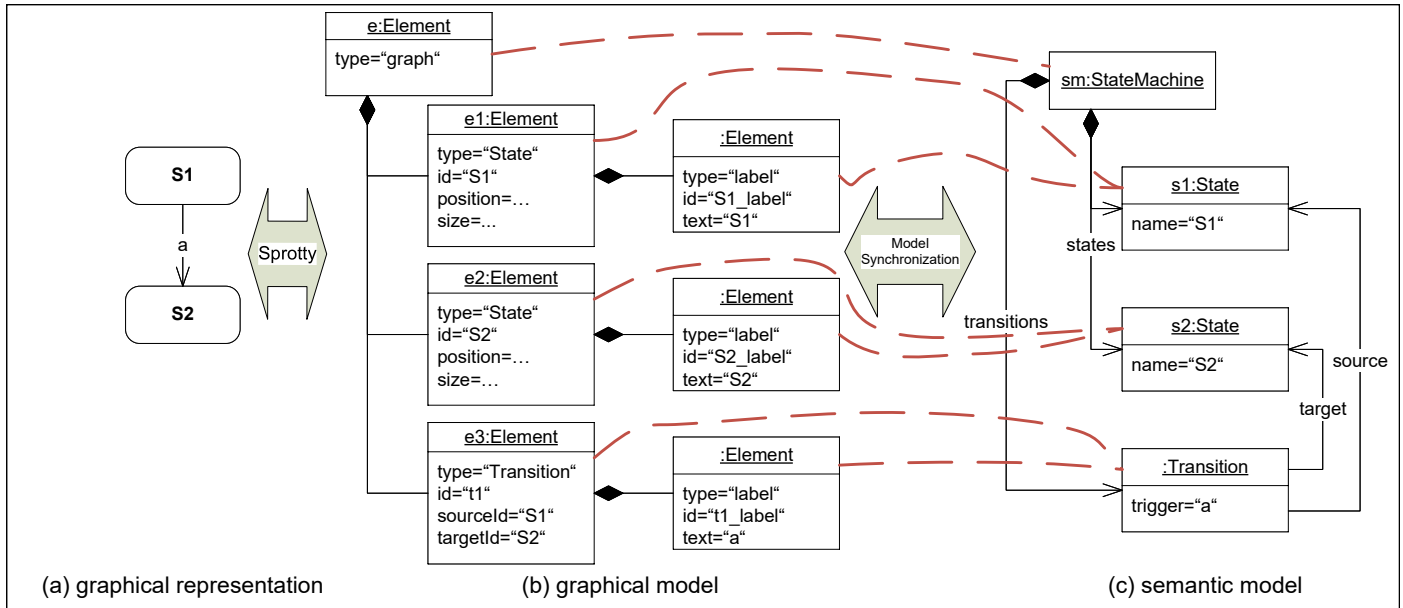 S1
a
S2
Sprotty
e:Element
type=“graph“
e1:Element
type=“State“
id=“S1“
position=…
size=...
:Element
type=“label“
id=“S1_label“
text=“S1“
e2:Element
type=“State“
id=“S2“
position=…
size=…
:Element
type=“label“
id=“S2_label“
text=“S2“
e3:Element
type=“Transition“
id=“t1“
sourceId=“S1“
targetId=“S2“
:Element
type=“label“
id=“t1_label“
text=“a“
Model
Synchronization
sm:StateMachine
s1:State
name=“S1“
states
transitions
s2:State
name=“S2“
source
target
:Transition
trigger=“a“
(a) graphical representation
(b) graphical model
(c) semantic model